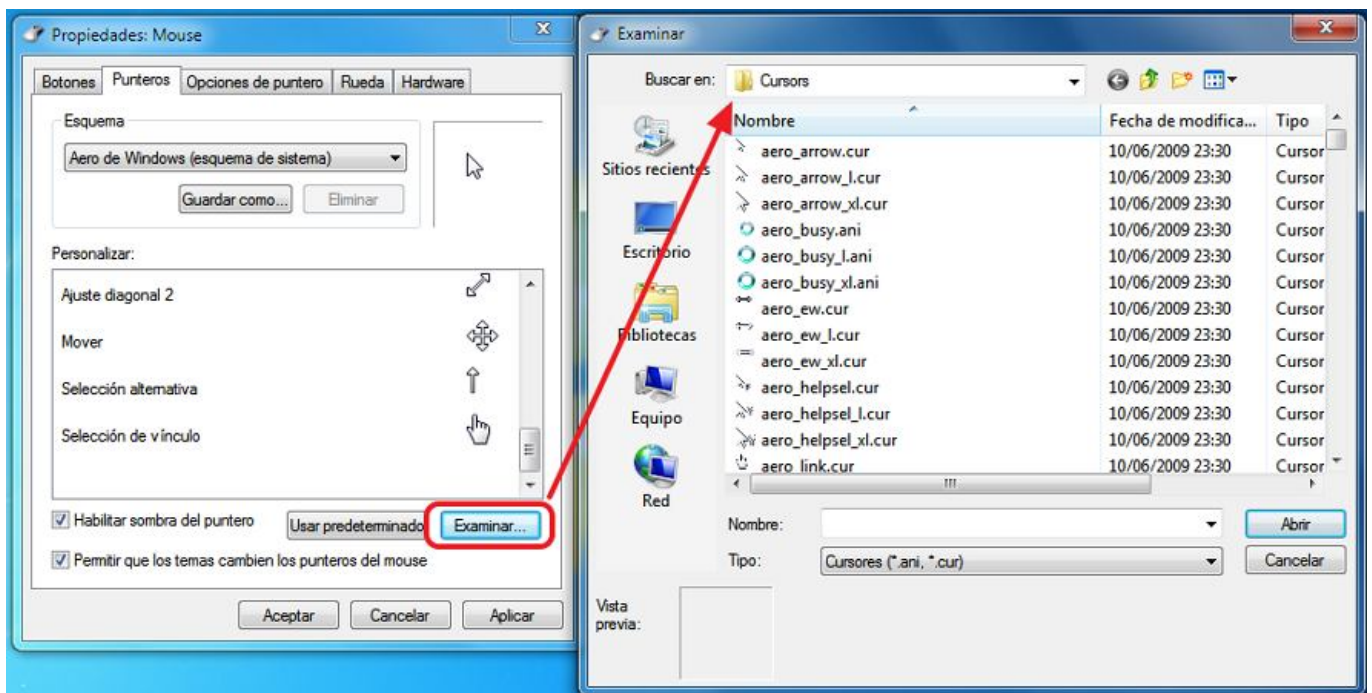 Propiedades: Mouse
Botones Punteros Opciones de puntero Rueda Hardware
Esquema
Aero de Windows (esquema de sistema)
Guardar como... Eliminar
Personalizar:
Ajuste diagonal 2
Mover
Selección alternativa
Selección de vínculo
Habilitar sombra del puntero Usar predeterminado Examinar...
Permitir que los temas cambien los punteros del mouse
Aceptar Cancelar Aplicar
Examinar
Buscar en: Cursors
Sitios recientes
Escritorio
Bibliotecas
Equipo
Red
Nombre Fecha de modifica... Tipo
aero_arrow.cur 10/06/2009 23:30 Cursor
aero_arrow_l.cur 10/06/2009 23:30 Cursor
aero_arrow_xl.cur 10/06/2009 23:30 Cursor
aero_busy.ani 10/06/2009 23:30 Cursor
aero_busy_l.ani 10/06/2009 23:30 Cursor
aero_busy_xl.ani 10/06/2009 23:30 Cursor
aero_ew.cur 10/06/2009 23:30 Cursor
aero_ew_l.cur 10/06/2009 23:30 Cursor
aero_ew_xl.cur 10/06/2009 23:30 Cursor
aero_helpsel.cur 10/06/2009 23:30 Cursor
aero_helpsel_l.cur 10/06/2009 23:30 Cursor
aero_helpsel_xl.cur 10/06/2009 23:30 Cursor
aero_link.cur 10/06/2009 23:30 Cursor
Nombre: Abrir
Tipo: Cursores (*.ani, *.cur) Cancelar
Vista
previa: